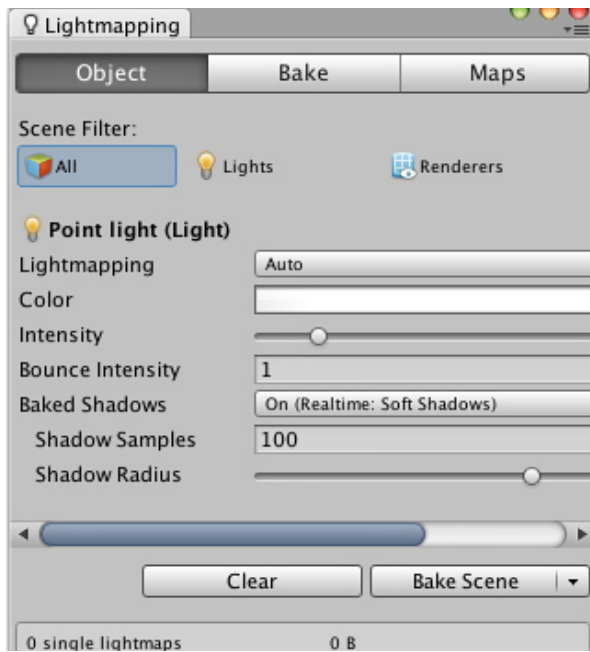 Lightmapping
Object Bake Maps
Scene Filter:
All Lights Renderers
Point light (Light)
Lightmapping Auto
Color
Intensity
Bounce Intensity 1
Baked Shadows On (Realtime: Soft Shadows)
Shadow Samples 100
Shadow Radius
Clear Bake Scene
0 single lightmaps 0 B